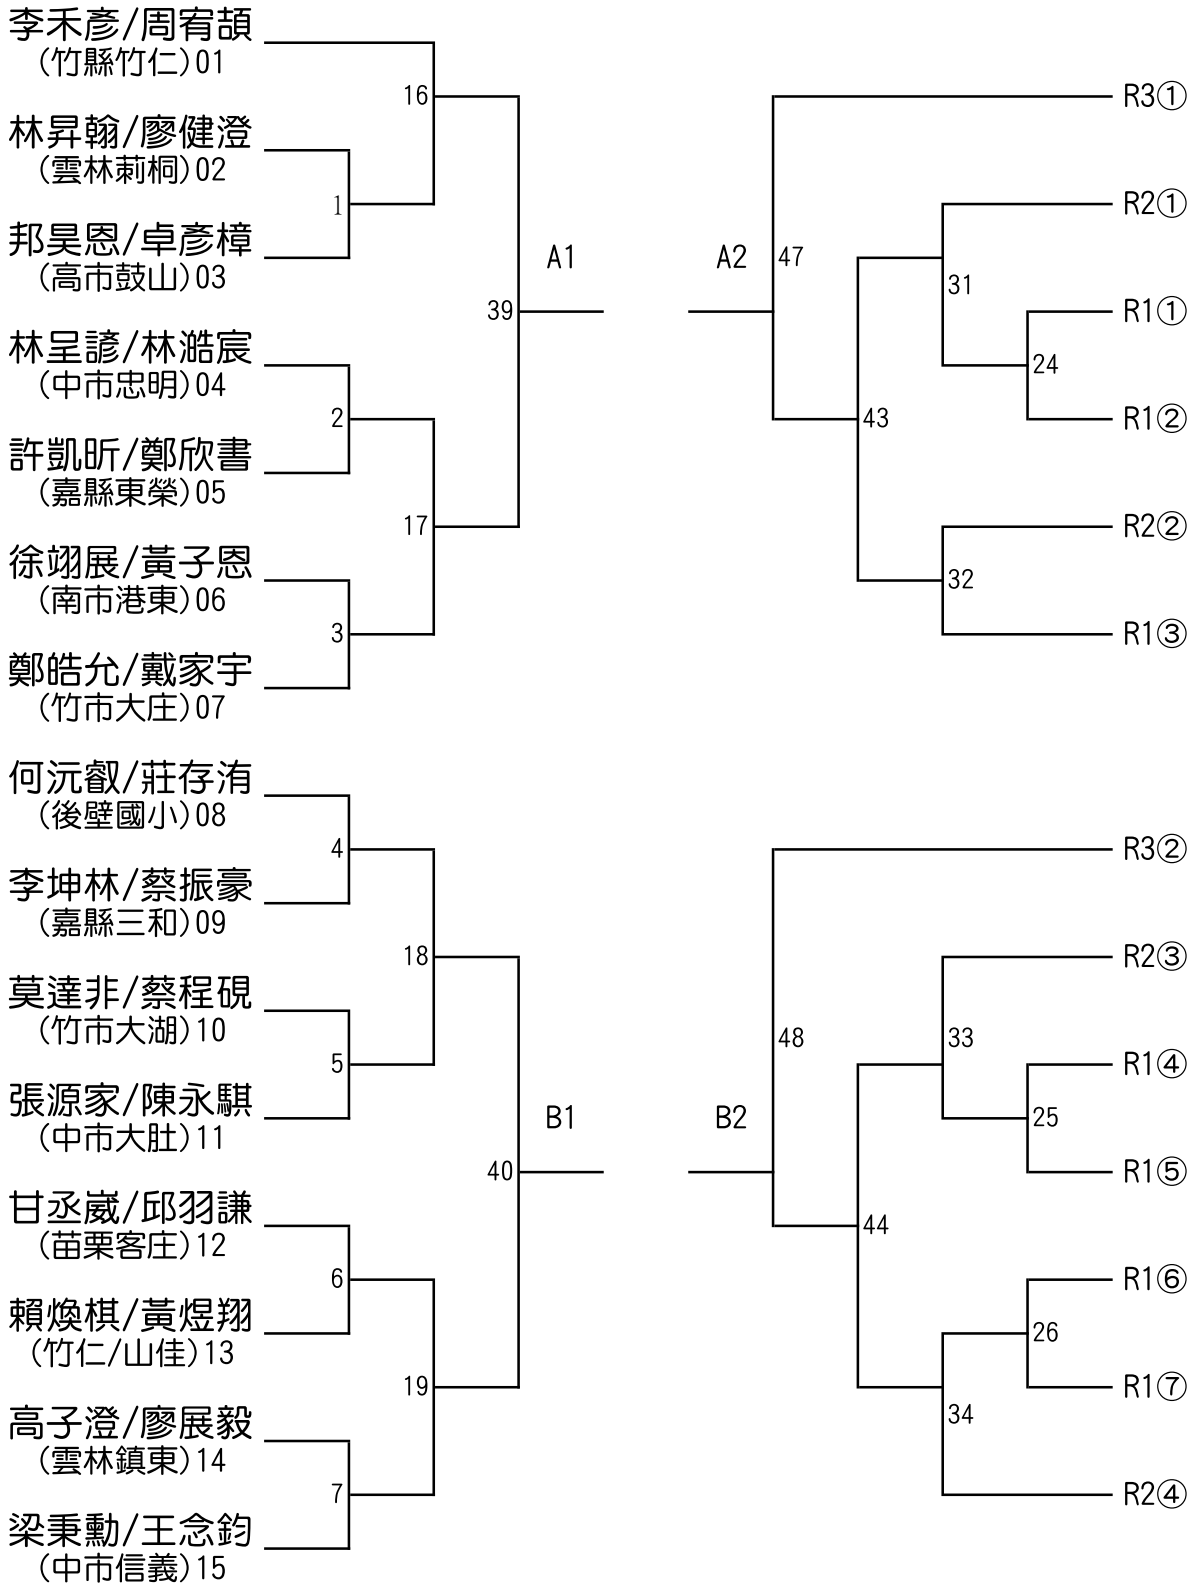 李禾彥/周宥頡
(竹縣竹仁)01
林昇翰/廖健澄
(雲林莿桐)02
邦昊恩/卓彥樟
(高市鼓山)03
林呈諺/林澔宸
(中市忠明)04
許凱昕/鄭欣書
(嘉縣東榮)05
徐翊展/黃子恩
(南市港東)06
鄭皓允/戴家宇
(竹市大庄)07
何沅叡/莊存洧
(後壁國小)08
李坤林/蔡振豪
(嘉縣三和)09
莫達非/蔡程硯
(竹市大湖)10
張源家/陳永騏
(中市大肚)11
甘丞崴/邱羽謙
(苗栗客庄)12
賴煥棋/黃煜翔
(竹仁/山佳)13
高子澄/廖展毅
(雲林鎮東)14
梁秉勳/王念鈞
(中市信義)15
1
2
3
4
5
6
7
16
17
18
19
39
40
A1
B1
A2
B2
47
48
43
44
31
32
33
34
24
25
26
R3①
R2①
R1①
R1②
R2②
R1③
R3②
R2③
R1④
R1⑤
R1⑥
R1⑦
R2④